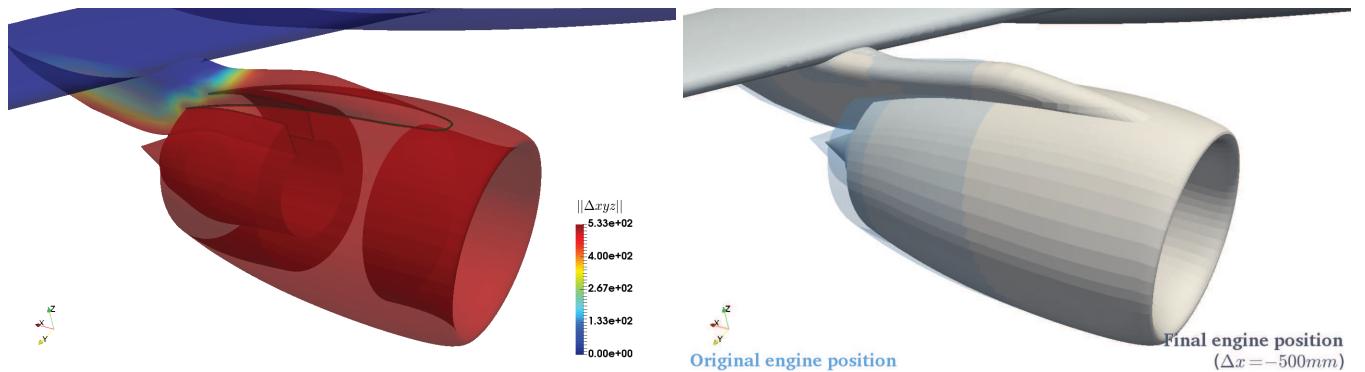 ||Δxyz||
5.33e+02
4.00e+02
2.67e+02
1.33e+02
0.00e+00
Z
X
Y
Z
X
Y
Original engine position
Final engine position
(Δx=−500mm)